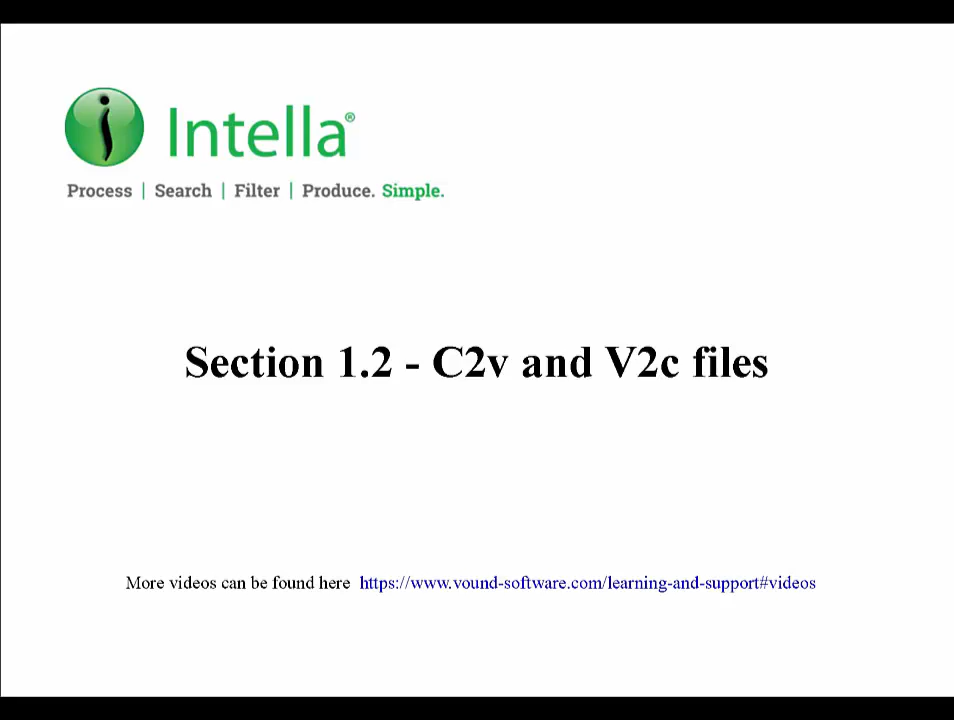 Intella®
Process | Search | Filter | Produce. Simple.
Section 1.2 - C2v and V2c files
More videos can be found here https://www.vound-software.com/learning-and-support#videos